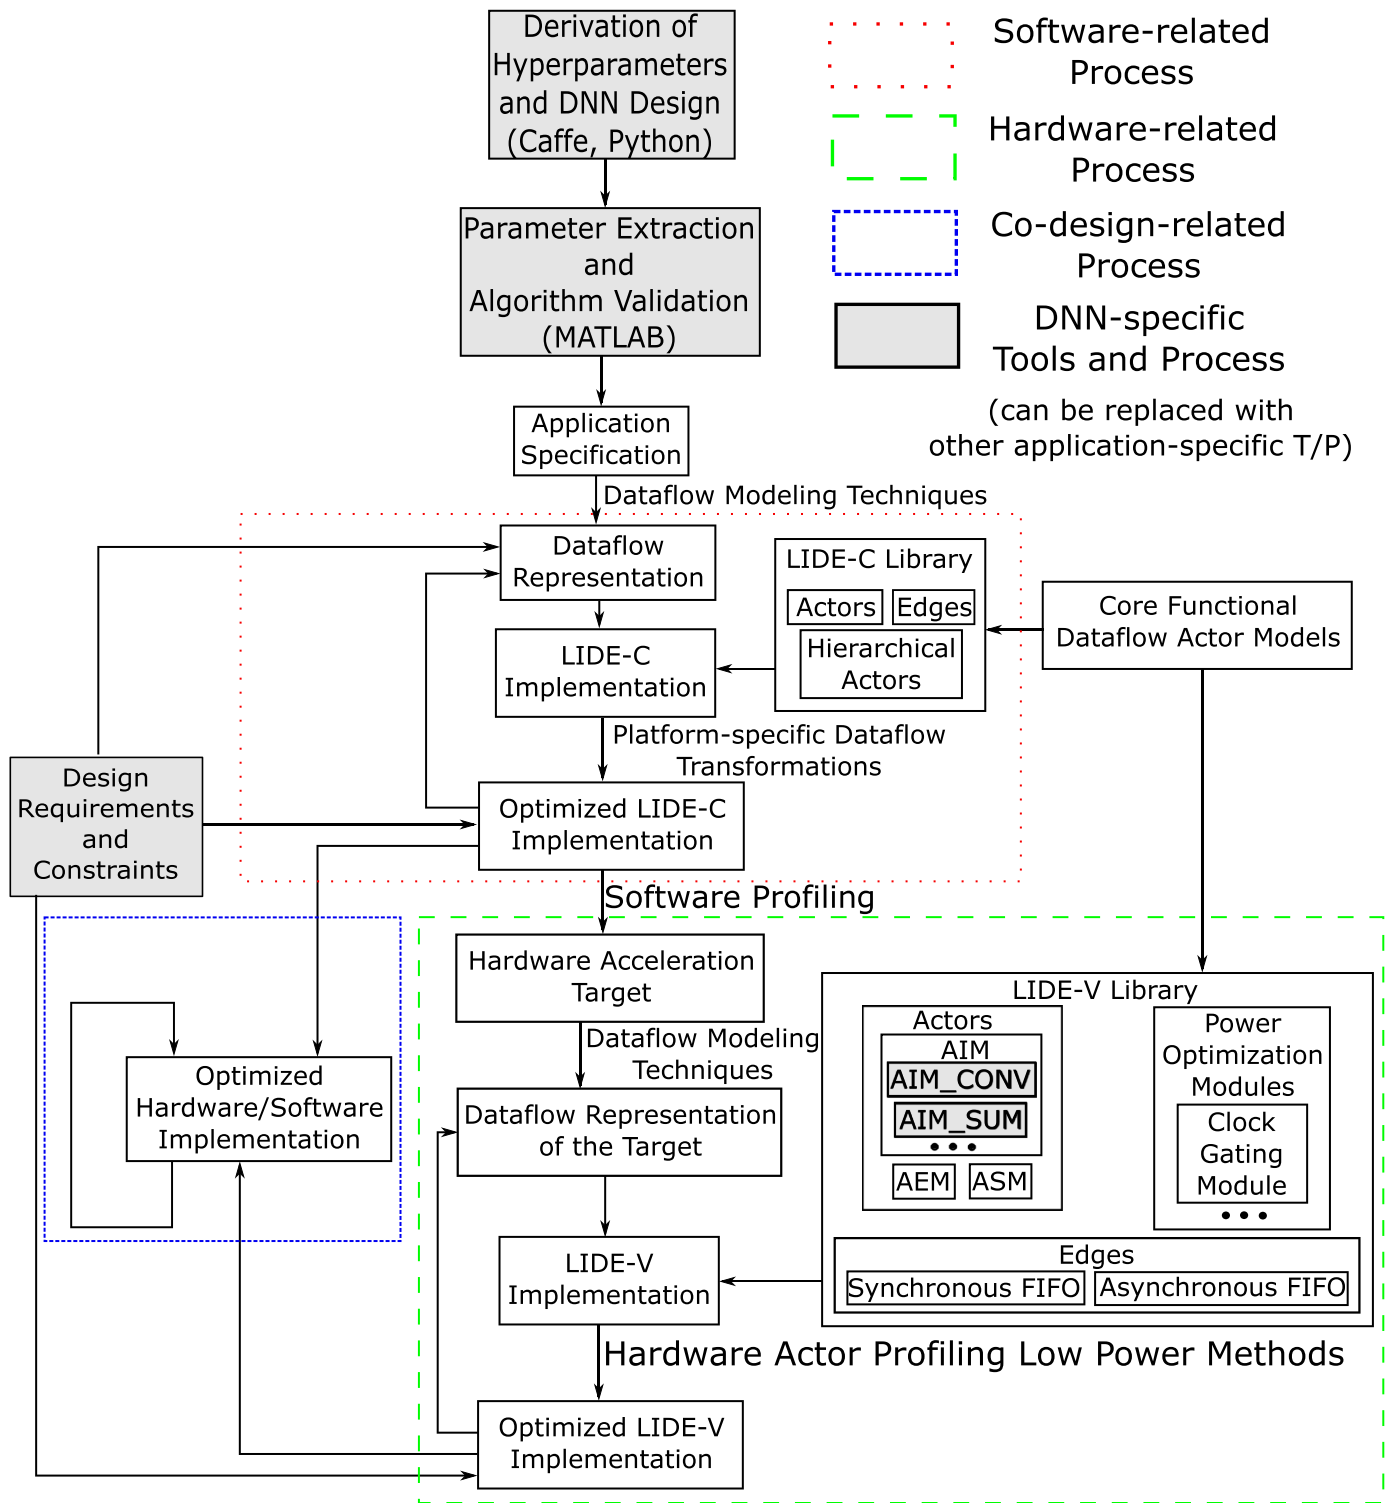 Derivation of
Hyperparameters
and DNN Design
(Caffe, Python)
Software-related
Process
Hardware-related
Process
Co-design-related
Process
DNN-specific
Tools and Process
(can be replaced with
other application-specific T/P)
Parameter Extraction
and
Algorithm Validation
(MATLAB)
Application
Specification
Dataflow Modeling Techniques
Dataflow
Representation
LIDE-C Library
Actors
Edges
Hierarchical
Actors
Core Functional
Dataflow Actor Models
LIDE-C
Implementation
Platform-specific Dataflow
Transformations
Design
Requirements
and
Constraints
Optimized LIDE-C
Implementation
Software Profiling
Hardware Acceleration
Target
Dataflow Modeling
Techniques
LIDE-V Library
Actors
AIM
AIM_CONV
AIM_SUM
•••
AEM
ASM
Power
Optimization
Modules
Clock
Gating
Module
•••
Edges
Synchronous FIFO
Asynchronous FIFO
Optimized
Hardware/Software
Implementation
Dataflow Representation
of the Target
LIDE-V
Implementation
Hardware Actor Profiling Low Power Methods
Optimized LIDE-V
Implementation